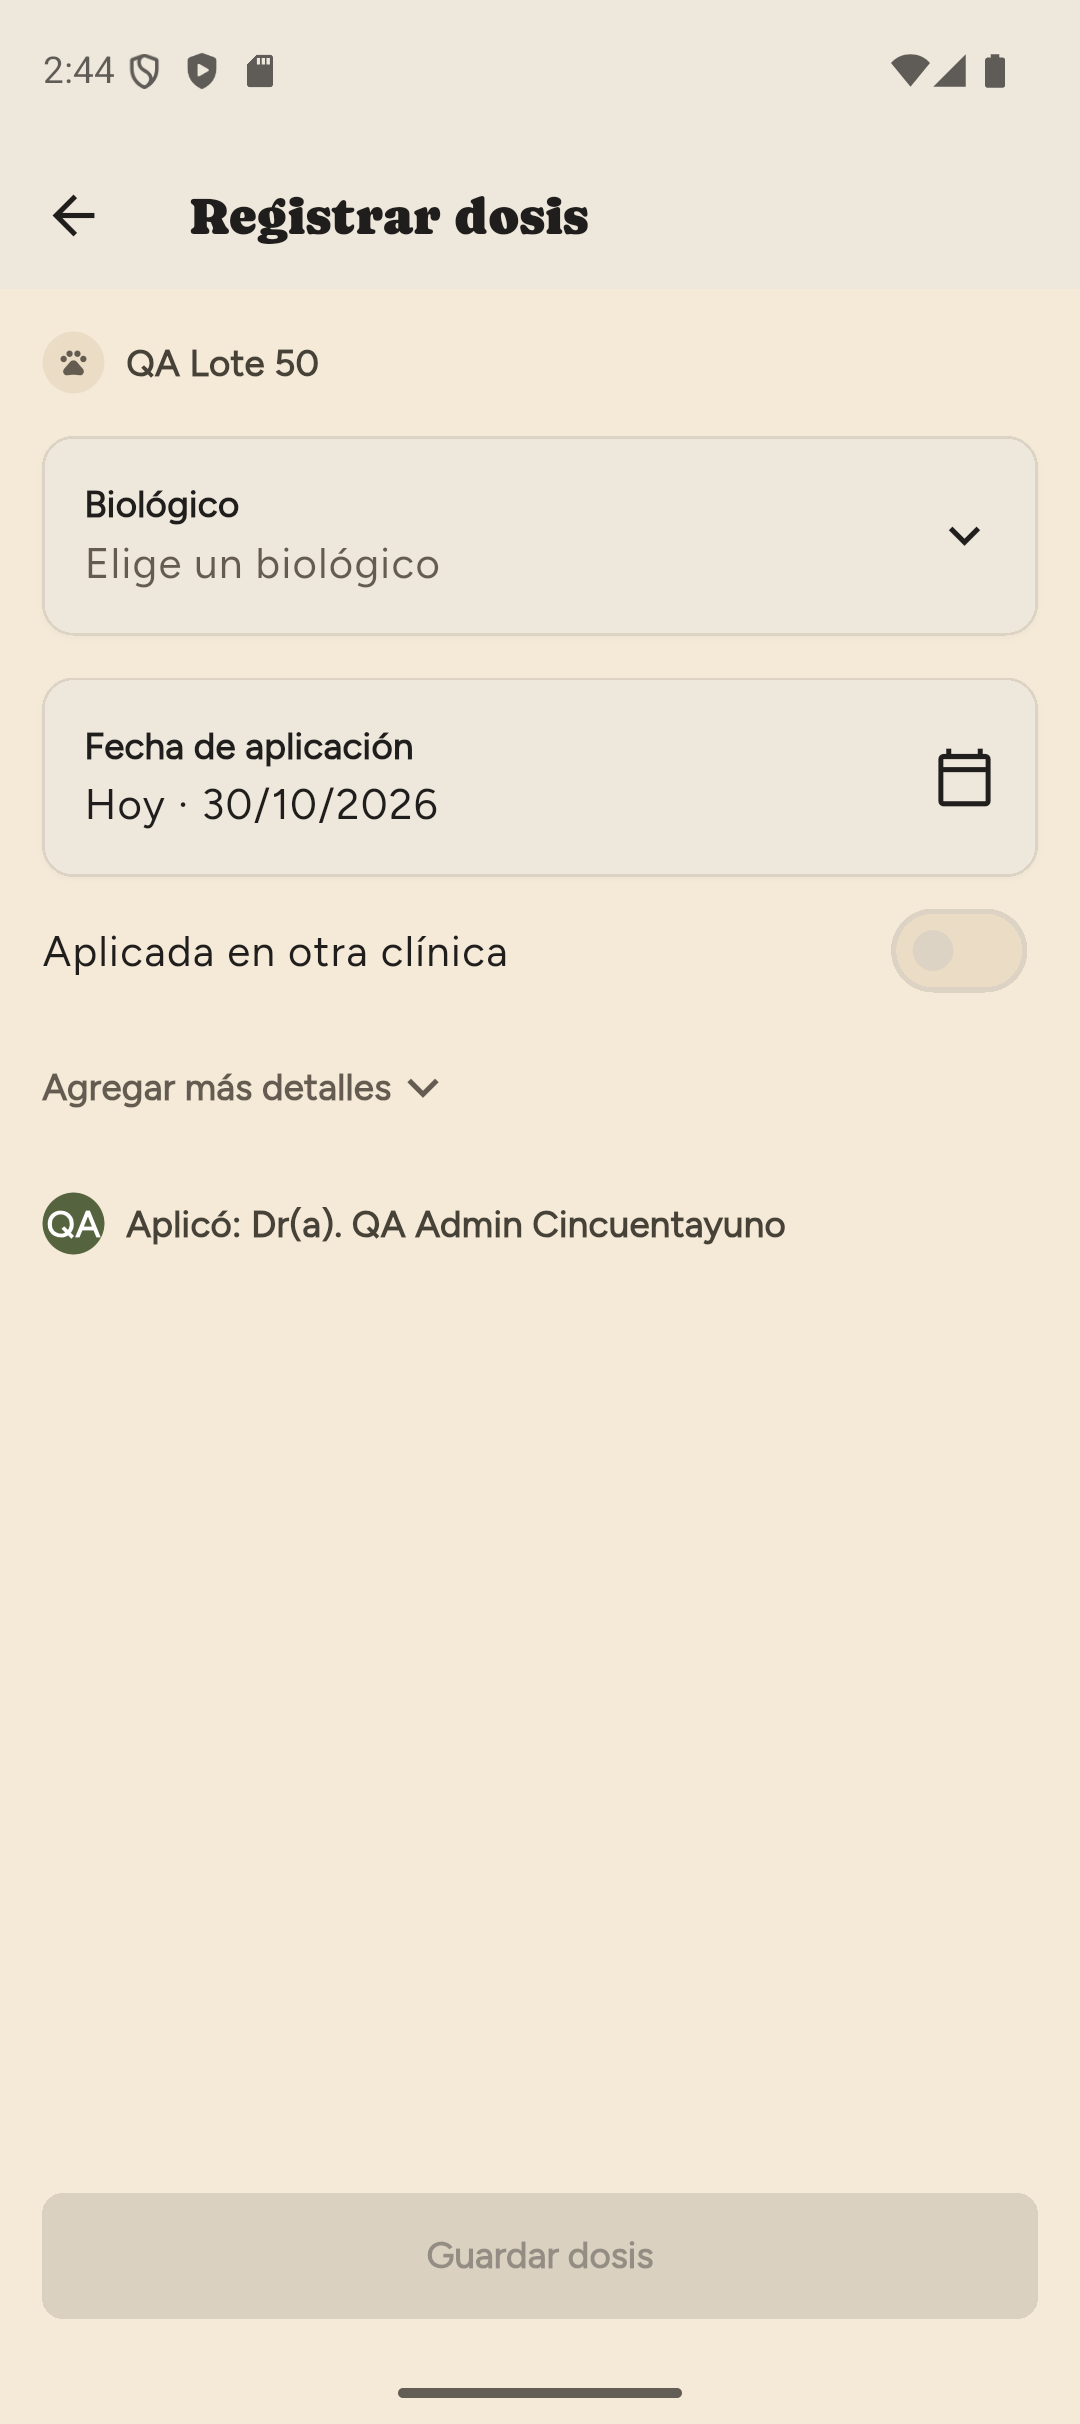 2:44
Registrar dosis
QA Lote 50
Biológico
Elige un biológico
Fecha de aplicación
Hoy · 30/10/2026
Aplicada en otra clínica
Agregar más detalles
QA Aplicó: Dr(a). QA Admin Cincuentayuno
Guardar dosis